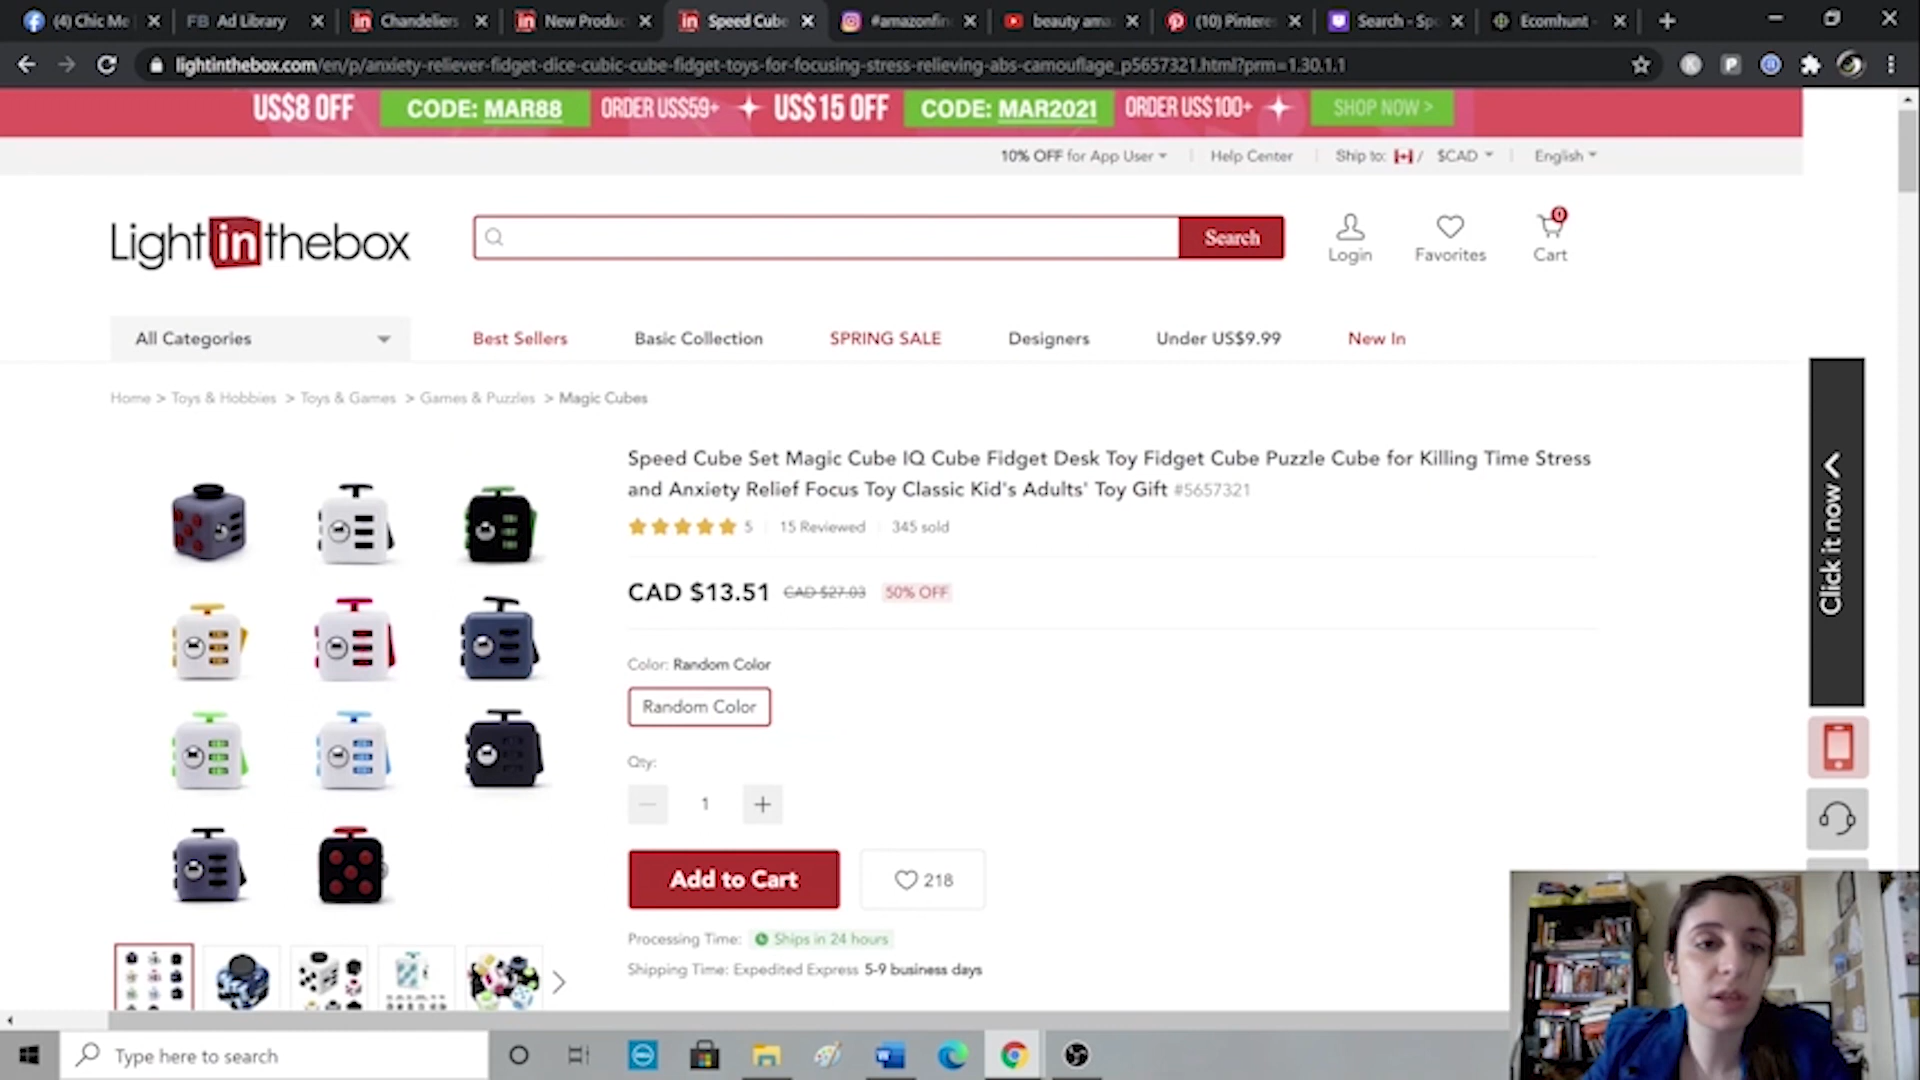 (4) Chic Me
FB Ad Library
Chandeliers
New Produc
Speed Cube
#amazonfin
beauty ama
(10) Pintere
Search - Sp
Ecomhunt -
lightinthebox.com/en/p/anxiety-reliever-fidget-dice-cubic-cube-fidget-toys-for-focusing-stress-relieving-abs-camouflage_p5657321.html?prm=1.30.1.1
US$8 OFF CODE: MAR88 ORDER US$59+ US$15 OFF CODE: MAR2021 ORDER US$100+ SHOP NOW >
10% OFF for App User Help Center Ship to: / $CAD English
Lightinthebox
Search
Login
Favorites
0
Cart
All Categories
Best Sellers
Basic Collection
SPRING SALE
Designers
Under US$9.99
New In
Home > Toys & Hobbies > Toys & Games > Games & Puzzles > Magic Cubes
Speed Cube Set Magic Cube IQ Cube Fidget Desk Toy Fidget Cube Puzzle Cube for Killing Time Stress
and Anxiety Relief Focus Toy Classic Kid's Adults' Toy Gift #5657321
5 15 Reviewed 345 sold
CAD $13.51 CAD $27.03 50% OFF
Color: Random Color
Random Color
Qty:
1
Add to Cart
218
Processing Time: Ships in 24 hours
Shipping Time: Expedited Express 5-9 business days
Click it now
Type here to search